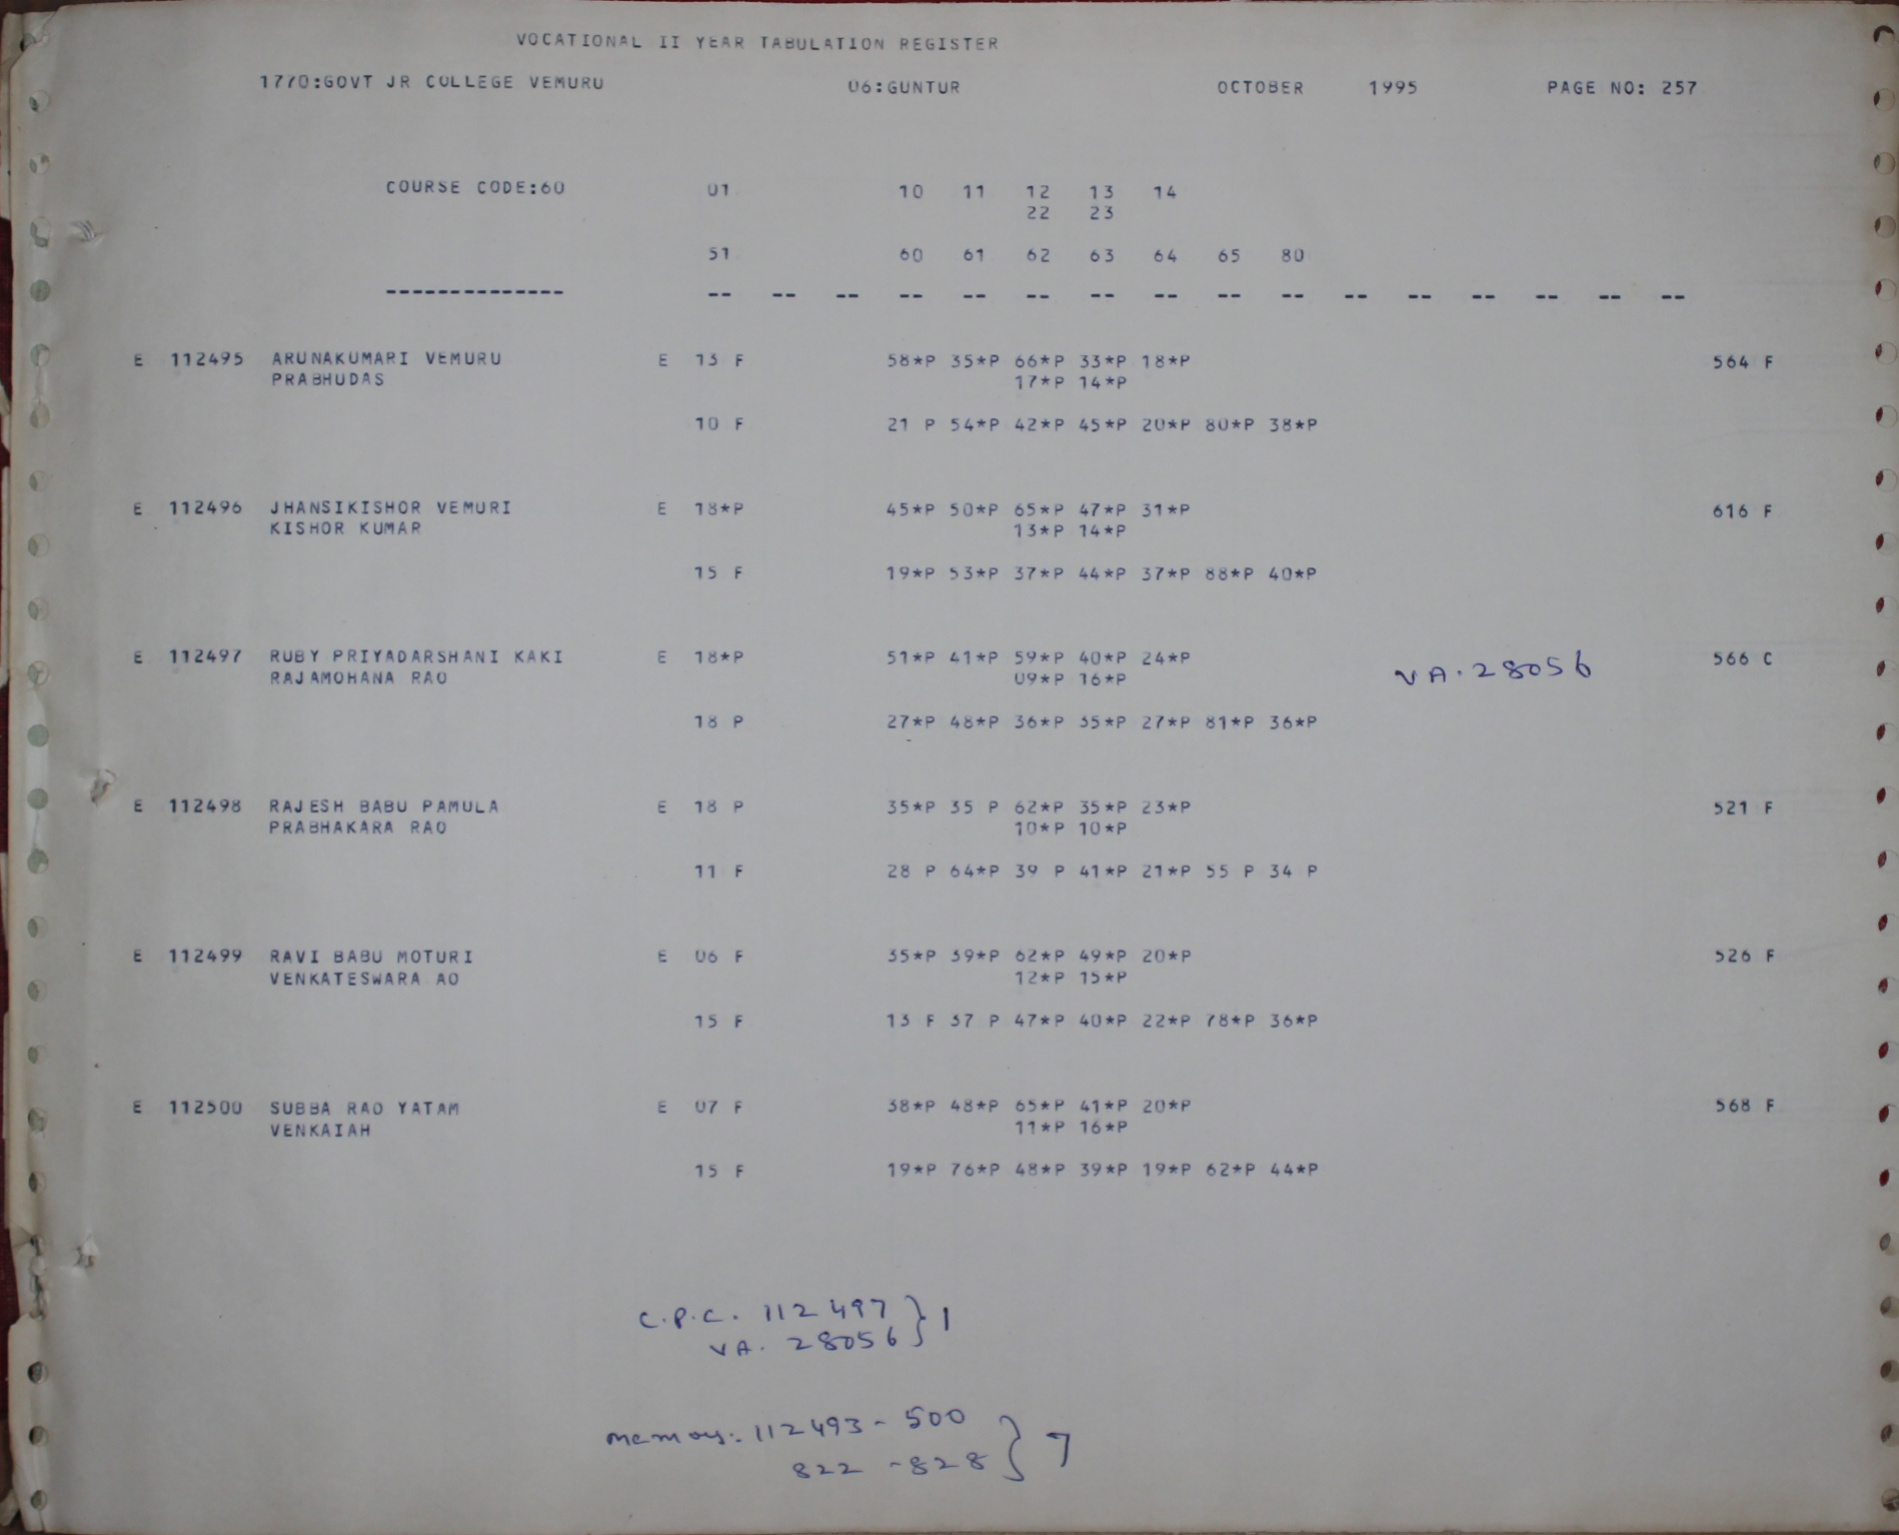 VOCATIONAL II YEAR TABULATION REGISTER
1770:GOVT JR COLLEGE VEMURU 06:GUNTUR OCTOBER 1995 PAGE NO: 257
COURSE CODE:60 01 10 11 12 13 14
22 23
51 60 61 62 63 64 65 80
-------------- -- -- -- -- -- -- -- -- -- -- -- -- -- -- -- --
E 112495 ARUNAKUMARI VEMURU E 13 F 58*P 35*P 66*P 33*P 18*P 564 F
PRABHUDAS 17*P 14*P
10 F 21 P 54*P 42*P 45*P 20*P 80*P 38*P
E 112496 JHANSIKISHOR VEMURI E 18*P 45*P 50*P 65*P 47*P 31*P 616 F
KISHOR KUMAR 13*P 14*P
15 F 19*P 53*P 37*P 44*P 37*P 88*P 40*P
E 112497 RUBY PRIYADARSHANI KAKI E 18*P 51*P 41*P 59*P 40*P 24*P VA. 28056 566 C
RAJAMOHANA RAO 09*P 16*P
18 P 27*P 48*P 36*P 35*P 27*P 81*P 36*P
E 112498 RAJESH BABU PAMULA E 18 P 35*P 35 P 62*P 35*P 23*P 521 F
PRABHAKARA RAO 10*P 10*P
11 F 28 P 64*P 39 P 41*P 21*P 55 P 34 P
E 112499 RAVI BABU MOTURI E 06 F 35*P 39*P 62*P 49*P 20*P 526 F
VENKATESWARA AO 12*P 15*P
15 F 13 F 37 P 47*P 40*P 22*P 78*P 36*P
E 112500 SUBBA RAO YATAM E 07 F 38*P 48*P 65*P 41*P 20*P 568 F
VENKAIAH 11*P 16*P
15 F 19*P 76*P 48*P 39*P 19*P 62*P 44*P
C.P.C. 112497 } 1
VA. 28056
112493 - 500
822 - 828 } 7